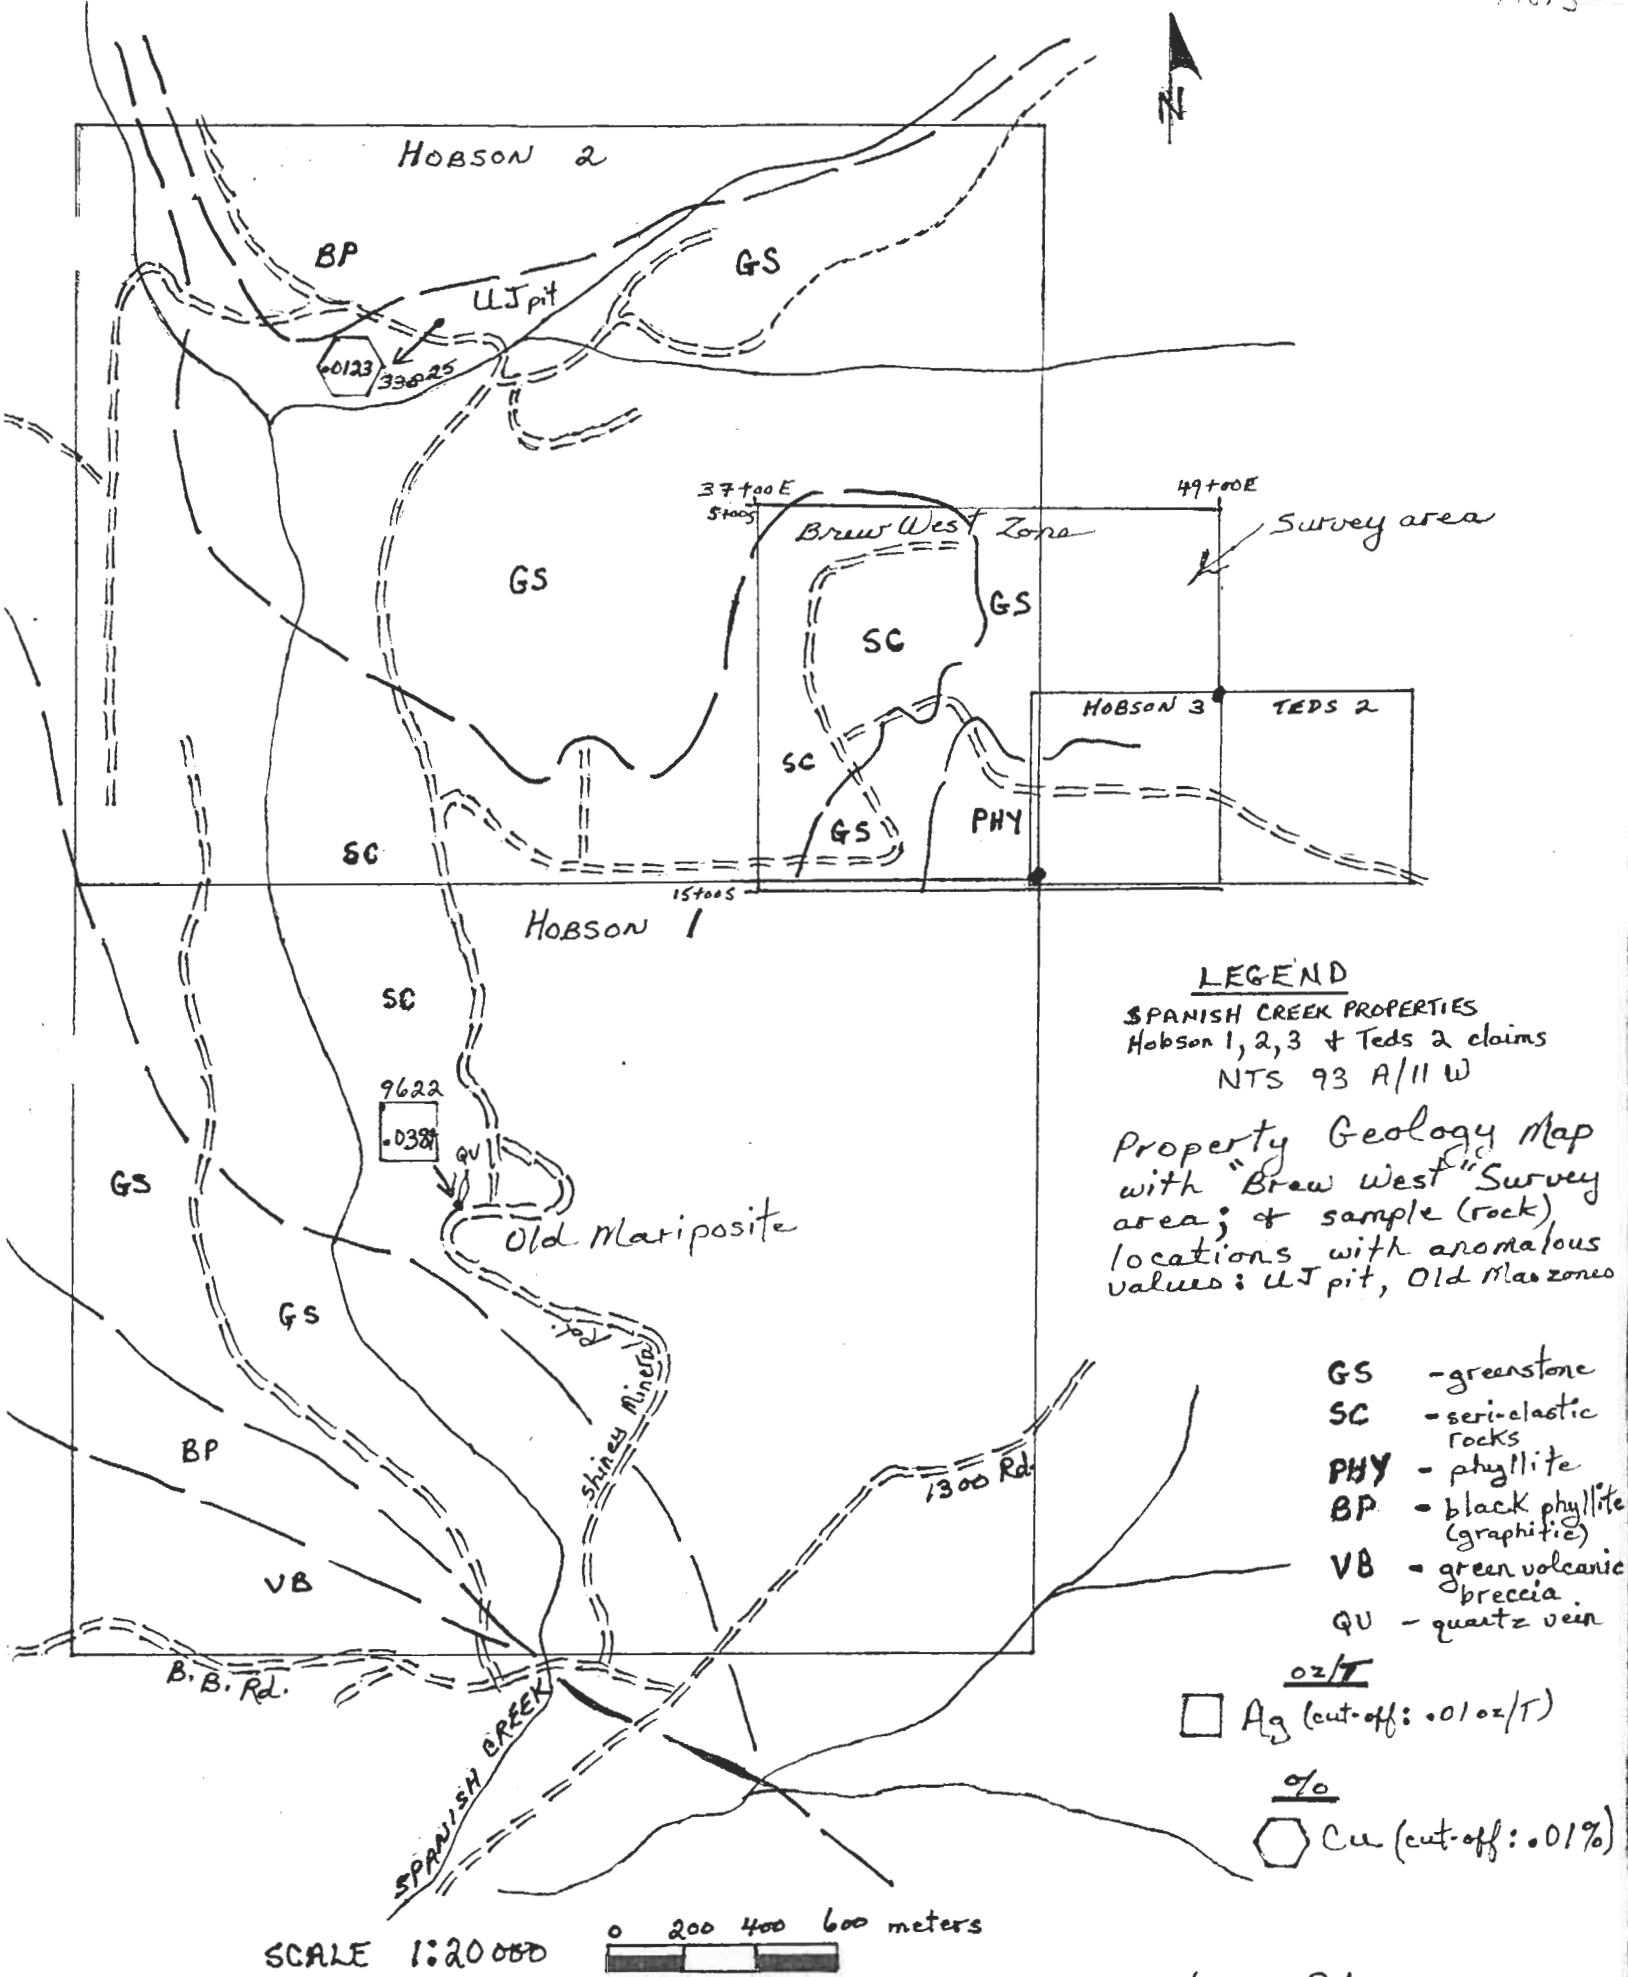 N
HOBSON 2
BP
GS
UJ pit
.0123
37+00E
49+00E
5+00S
Brew West Zone
Survey area
GS
GS
SC
HOBSON 3
TEDS 2
SC
GS
PHY
SC
15+00S
HOBSON 1
SC
9622
QV
GS
Old Mariposite
GS
Shiney Mineral Rd.
BP
1300 Rd.
VB
B. B. Rd.
SPANISH CREEK
LEGEND
SPANISH CREEK PROPERTIES
Hobson 1, 2, 3 & Teds 2 claims
NTS 93 A/11 W
Property Geology Map
with "Brew West" Survey
area; & sample (rock)
locations with anomalous
values: UJ pit, Old Mar zones
GS - greenstone
SC - seri-clastic
rocks
PHY - phyllite
BP - black phyllite
(graphitic)
VB - green volcanic
breccia
QV - quartz vein
oz/T
Ag (cut-off: .01 oz/T)
%
Cu (cut-off: .01%)
SCALE 1:20000
0 200 400 600 meters